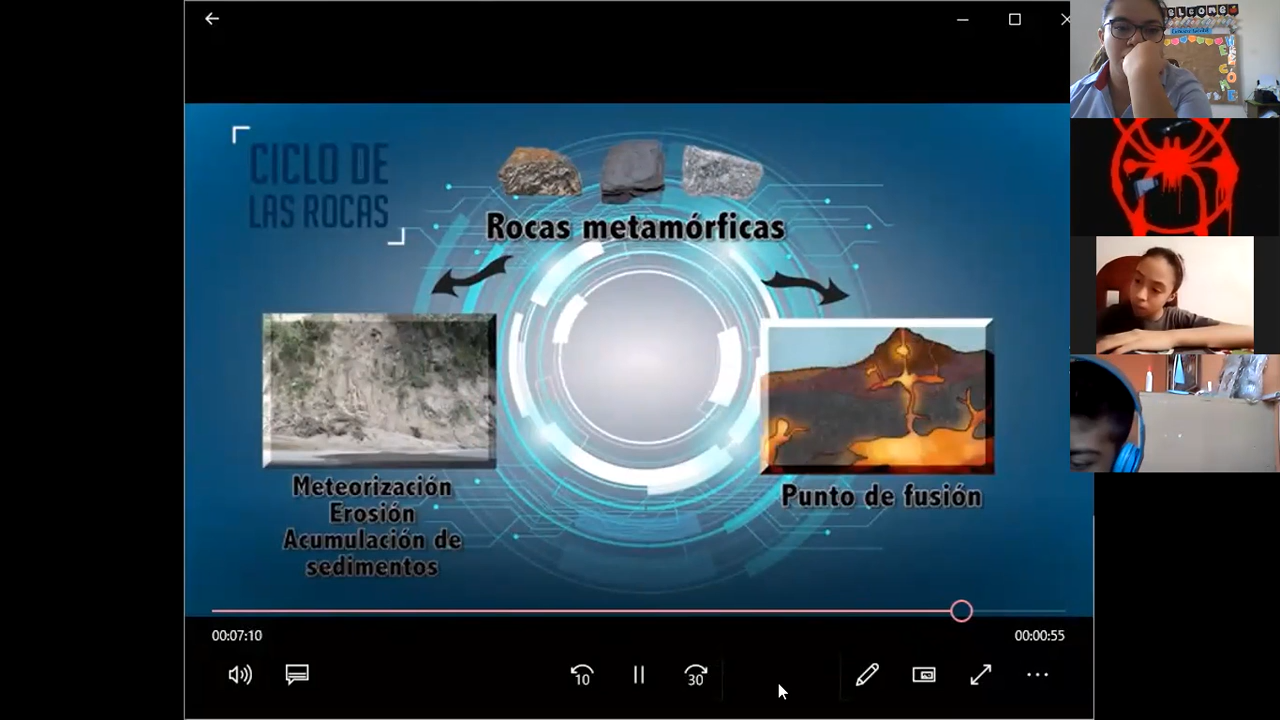 CICLO DE
LAS ROCAS
Rocas metamórficas
Meteorización
Erosión
Acumulación de
sedimentos
Punto de fusión
00:07:10
00:00:55
10
30